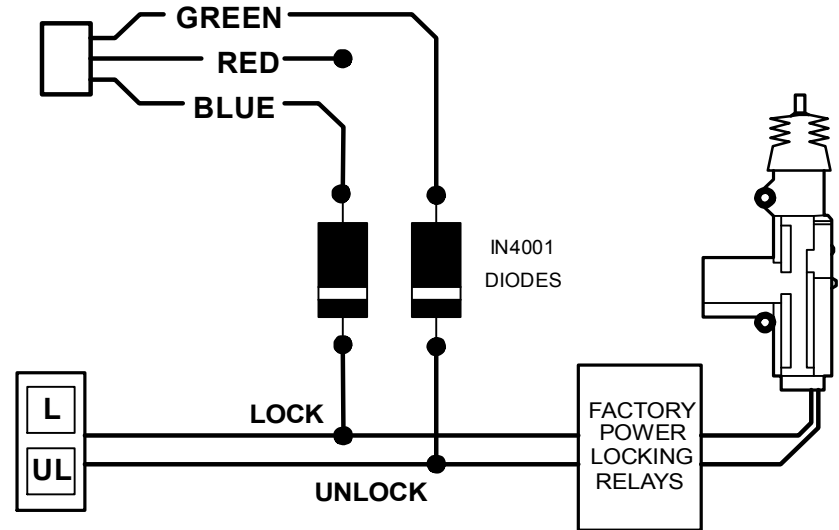 GREEN
RED
BLUE
IN4001
DIODES
L
UL
LOCK
UNLOCK
FACTORY
POWER
LOCKING
RELAYS